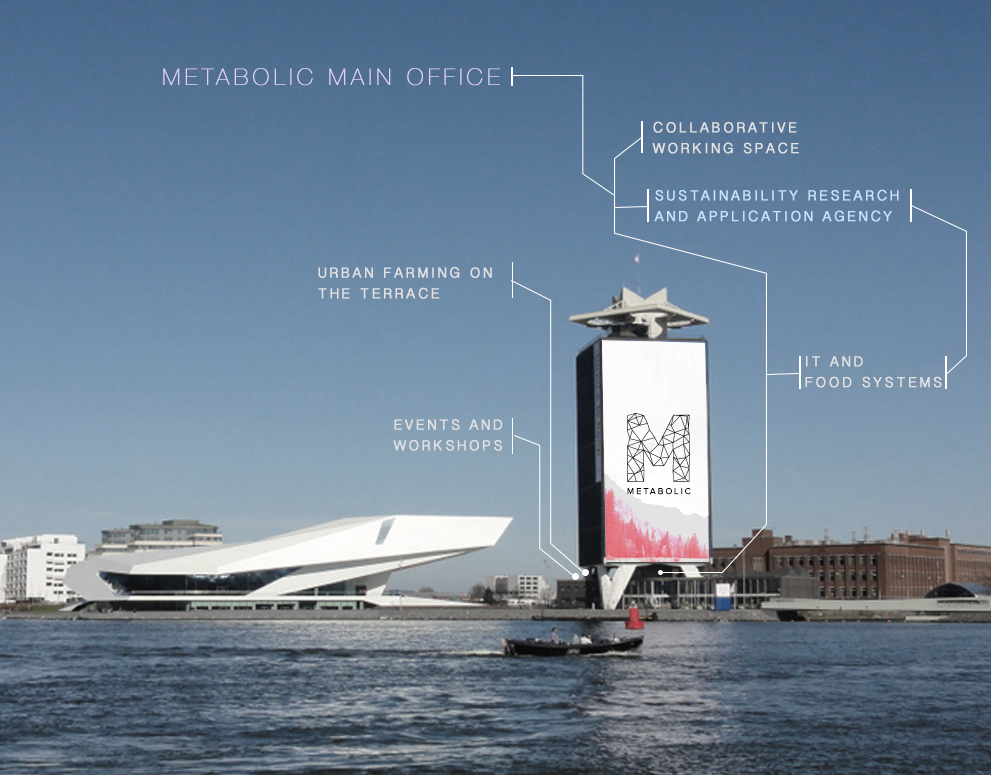 METABOLIC MAIN OFFICE
COLLABORATIVE
WORKING SPACE
SUSTAINABILITY RESEARCH
AND APPLICATION AGENCY
URBAN FARMING ON
THE TERRACE
IT AND
FOOD SYSTEMS
EVENTS AND
WORKSHOPS
M
METABOLIC